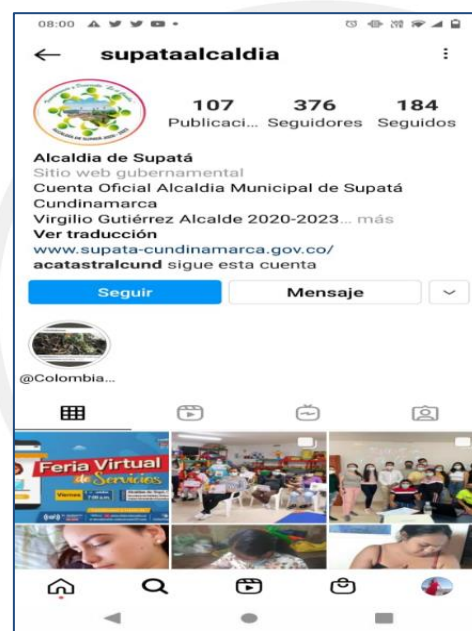 08:00
supataalcaldia
107 376 184
Publicaci... Seguidores Seguidos
Alcaldia de Supatá
Sitio web gubernamental
Cuenta Oficial Alcaldia Municipal de Supatá
Cundinamarca
Virgilio Gutiérrez Alcalde 2020-2023... más
Ver traducción
www.supata-cundinamarca.gov.co/
acatastralcund sigue esta cuenta
Seguir Mensaje
@Colombia...
Feria Virtual
de Servicios
Viernes